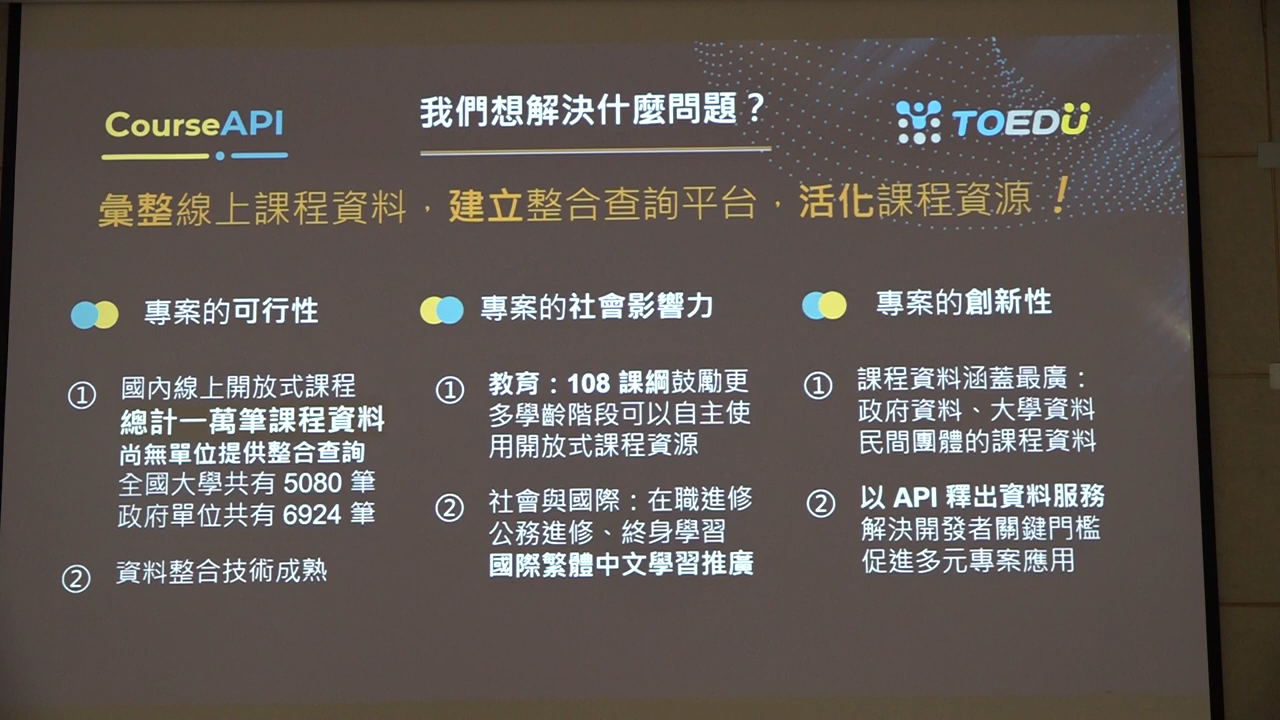 CourseAPI
我們想解決什麼問題？
TOEDU
彙整線上課程資料，建立整合查詢平台，活化課程資源！
專案的可行性
① 國內線上開放式課程
總計一萬筆課程資料
尚無單位提供整合查詢
全國大學共有 5080 筆
政府單位共有 6924 筆
② 資料整合技術成熟
專案的社會影響力
① 教育：108 課綱鼓勵更
多學齡階段可以自主使
用開放式課程資源
② 社會與國際：在職進修
公務進修、終身學習
國際繁體中文學習推廣
專案的創新性
① 課程資料涵蓋最廣：
政府資料、大學資料
民間團體的課程資料
② 以 API 釋出資料服務
解決開發者關鍵門檻
促進多元專案應用